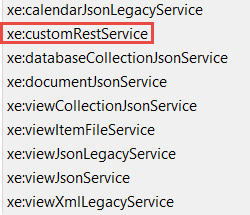 xe:calendarJsonLegacyService
xe:customRestService
xe:databaseCollectionJsonService
xe:documentJsonService
xe:viewCollectionJsonService
xe:viewItemFileService
xe:viewJsonLegacyService
xe:viewJsonService
xe:viewXmlLegacyService